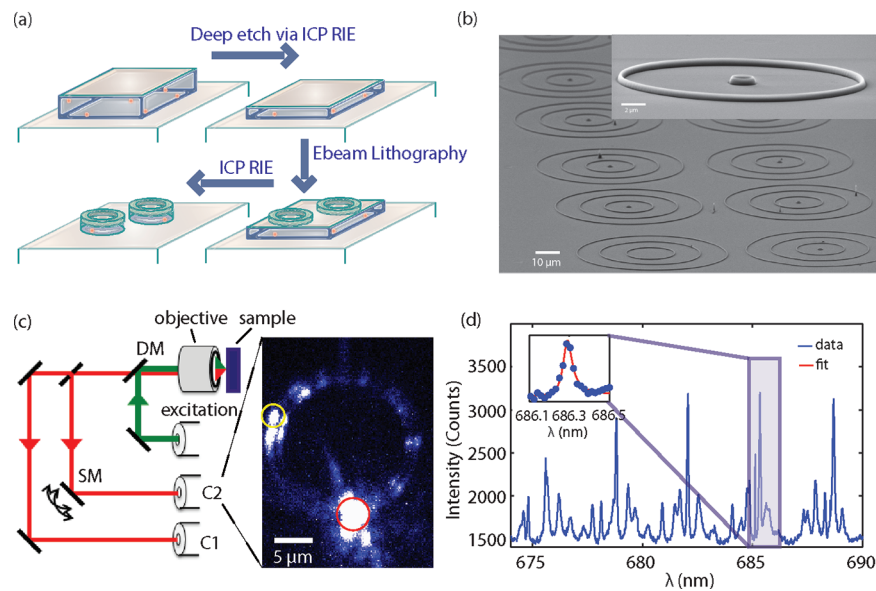 (a)
Deep etch via ICP RIE
Ebeam Lithography
ICP RIE
(b)
2 μm
10 μm
(c)
objective
sample
DM
excitation
SM
C2
C1
5 μm
(d)
data
fit
4000
3500
3000
2500
2000
1500
Intensity (Counts)
686.1 686.3 686.5
λ (nm)
675 680 685 690
λ (nm)